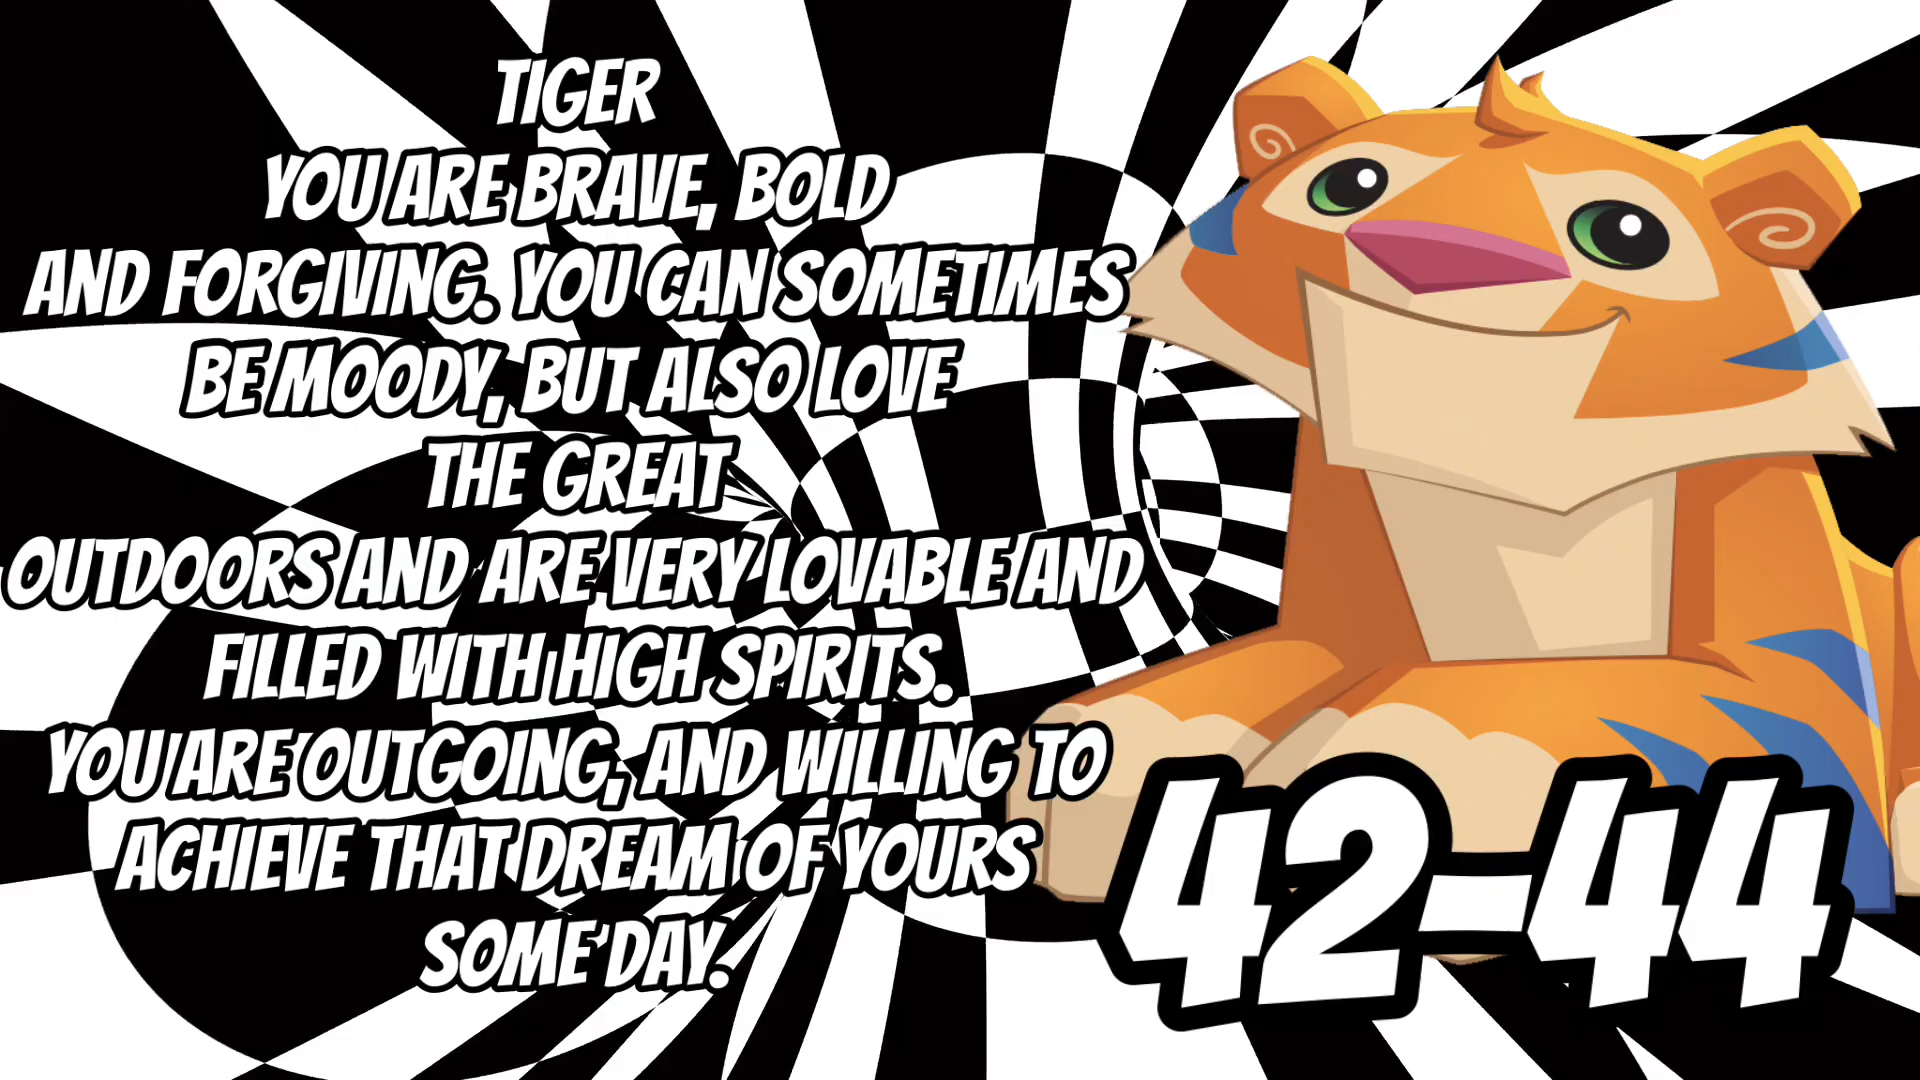 TIGER
YOU ARE BRAVE, BOLD
AND FORGIVING. YOU CAN SOMETIMES
BE MOODY, BUT ALSO LOVE
THE GREAT
OUTDOORS AND ARE VERY LOVABLE AND
FILLED WITH HIGH SPIRITS.
YOU ARE OUTGOING, AND WILLING TO
ACHIEVE THAT DREAM OF YOURS
SOME DAY.
42-44